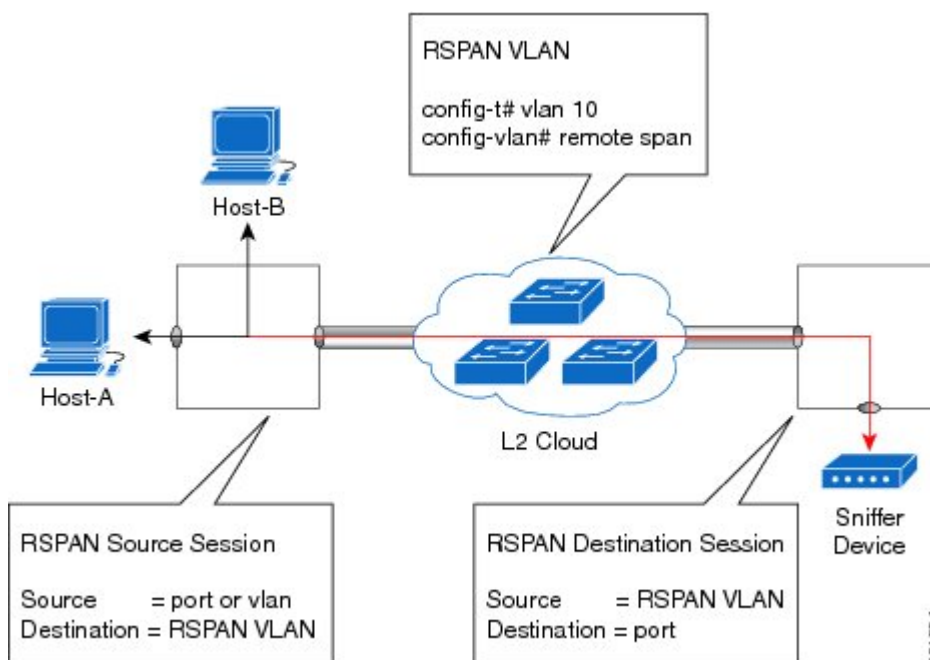 RSPAN VLAN
config-t# vlan 10
config-vlan# remote span
Host-B
Host-A
L2 Cloud
Sniffer
Device
RSPAN Source Session
Source = port or vlan
Destination = RSPAN VLAN
RSPAN Destination Session
Source = RSPAN VLAN
Destination = port